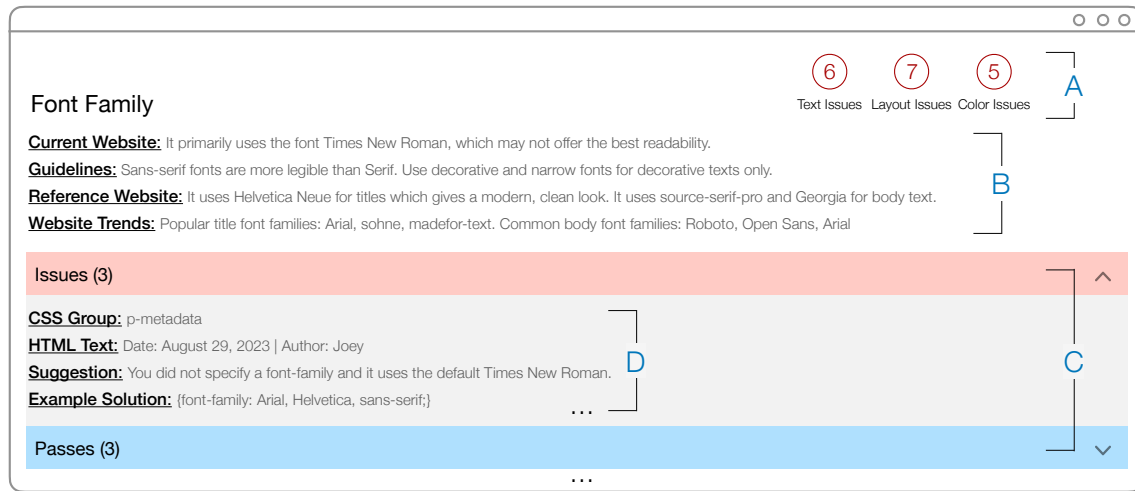 6 7 5
Text Issues Layout Issues Color Issues
A
Font Family
Current Website: It primarily uses the font Times New Roman, which may not offer the best readability.
Guidelines: Sans-serif fonts are more legible than Serif. Use decorative and narrow fonts for decorative texts only.
Reference Website: It uses Helvetica Neue for titles which gives a modern, clean look. It uses source-serif-pro and Georgia for body text.
Website Trends: Popular title font families: Arial, sohne, madefor-text. Common body font families: Roboto, Open Sans, Arial
B
Issues (3)
CSS Group: p-metadata
HTML Text: Date: August 29, 2023 | Author: Joey
Suggestion: You did not specify a font-family and it uses the default Times New Roman.
Example Solution: {font-family: Arial, Helvetica, sans-serif;}
...
D
C
Passes (3)
...